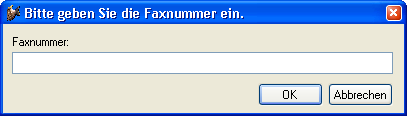 Bitte geben Sie die Faxnummer ein.
Faxnummer:
OK
Abbrechen